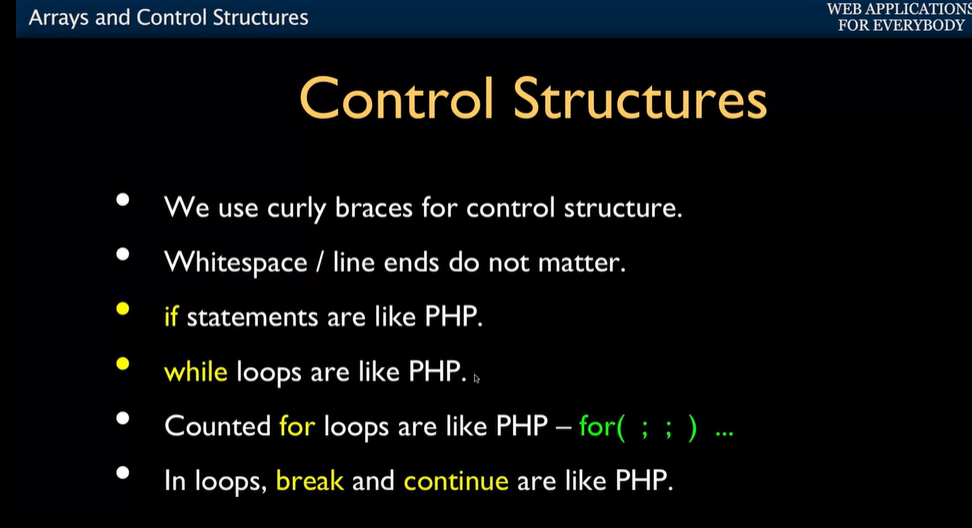 Arrays and Control Structures
WEB APPLICATIONS
FOR EVERYBODY
Control Structures
• We use curly braces for control structure.
• Whitespace / line ends do not matter.
• if statements are like PHP.
• while loops are like PHP.
• Counted for loops are like PHP – for( ; ; ) ...
• In loops, break and continue are like PHP.